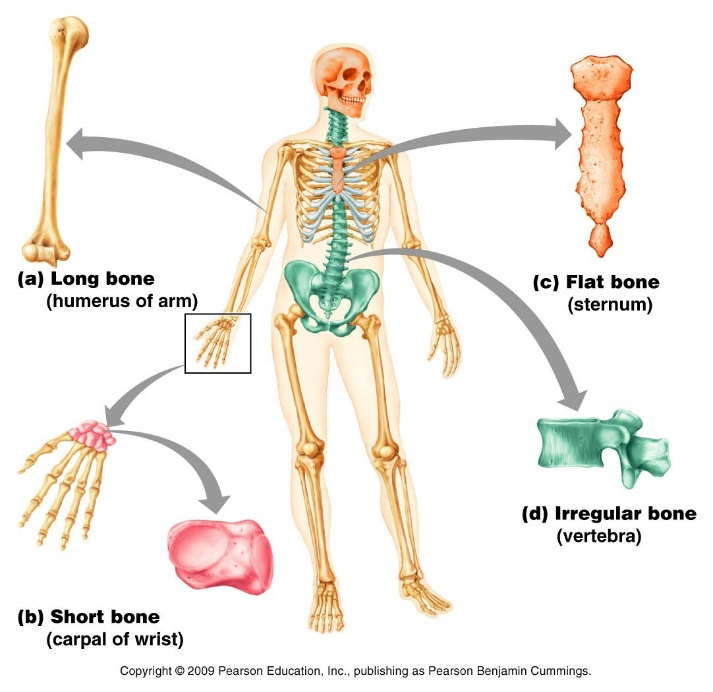 (a) Long bone
(humerus of arm)
(c) Flat bone
(sternum)
(d) Irregular bone
(vertebra)
(b) Short bone
(carpal of wrist)
Copyright © 2009 Pearson Education, Inc., publishing as Pearson Benjamin Cummings.